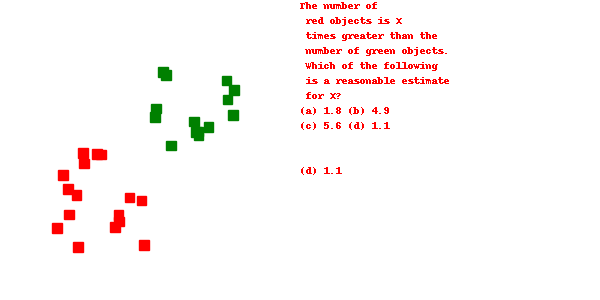 The number of
red objects is X
times greater than the
number of green objects.
Which of the following
is a reasonable estimate
for X?
(a) 1.8 (b) 4.9
(c) 5.6 (d) 1.1
(d) 1.1